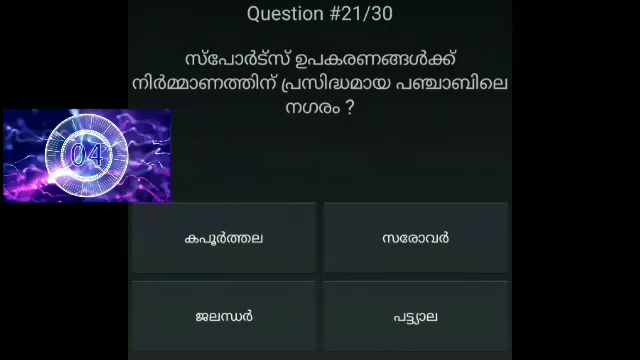 Question #21/30
സ്പോർട്സ് ഉപകരണങ്ങൾക്ക്
നിർമ്മാണത്തിന് പ്രസിദ്ധമായ പഞ്ചാബിലെ
നഗരം ?
04
കപൂർത്തല
സരോവർ
ജലന്ധർ
പട്ട്യാല